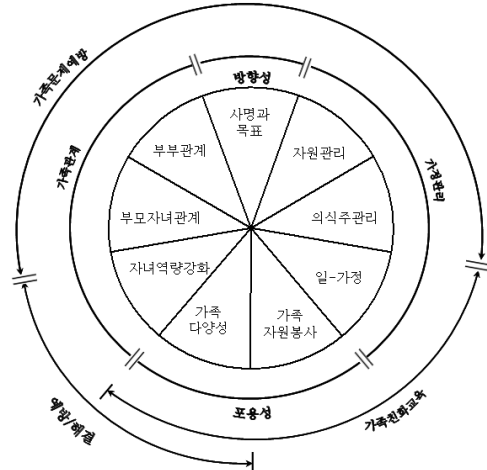 가족문제예방
방향성
가족관계
가정관리
사명과
목표
부부관계
자원관리
부모자녀관계
의식주관리
자녀역량강화
일-가정
가족
다양성
가족
자원봉사
포용성
예방/해결
가족친화교육